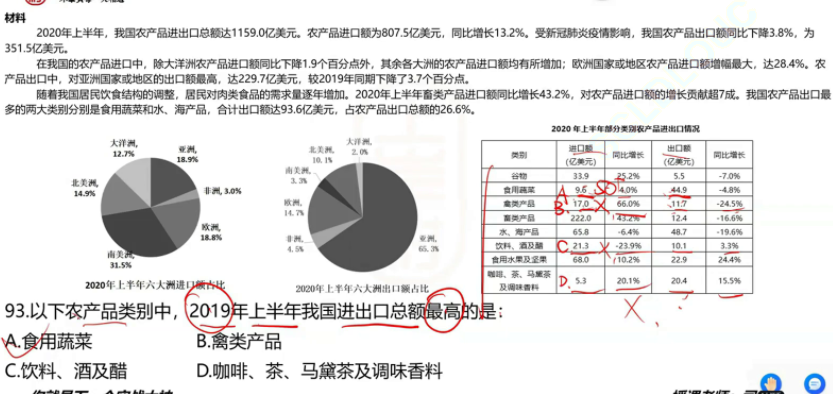 材料
2020年上半年，我国农产品进出口总额达1159.0亿美元。农产品进口额为807.5亿美元，同比增长13.2%。受新冠肺炎疫情影响，我国农产品出口额同比下降3.8%，为
351.5亿美元。
在我国的农产品进口中，除大洋洲农产品进口额同比下降1.9个百分点外，其余各大洲的农产品进口额均有所增加；欧洲国家或地区农产品进口额增幅最大，达28.4%。农
产品出口中，对亚洲国家或地区的出口额最高，达229.7亿美元，较2019年同期下降了3.7个百分点。
随着我国居民饮食结构的调整，居民对肉类食品的需求量逐年增加。2020年上半年畜类产品进口额同比增长43.2%，对农产品进口额的增长贡献超7成。我国农产品出口最
多的两大类别分别是食用蔬菜和水、海产品，合计出口额达93.6亿美元，占农产品出口总额的26.6%。
大洋洲, 12.7%
亚洲, 18.9%
非洲, 3.0%
欧洲, 18.8%
南美洲, 31.5%
北美洲, 14.9%
2020年上半年六大洲进口额占比
大洋洲, 2.0%
北美洲, 10.1%
南美洲, 3.3%
欧洲, 14.7%
非洲, 4.5%
亚洲, 65.3%
2020年上半年六大洲出口额占比
2020 年上半年部分类别农产品进出口情况
类别 进口额（亿美元） 同比增长 出口额（亿美元） 同比增长
谷物 33.9 25.2% 5.5 -7.0%
食用蔬菜 9.6 4.0% 44.9 -4.8%
禽类产品 17.0 66.0% 11.7 -24.5%
畜类产品 222.0 43.2% 12.4 -16.6%
水、海产品 65.8 -6.4% 48.7 -19.6%
饮料、酒及醋 21.3 -23.9% 10.1 3.3%
食用水果及坚果 68.0 10.2% 22.9 24.4%
咖啡、茶、马黛茶及调味香料 5.3 20.1% 20.4 15.5%
A 50↑
B. X
C X
D.
X . ?
93.以下农产品类别中，2019年上半年我国进出口总额最高的是：
A.食用蔬菜 B.禽类产品
C.饮料、酒及醋 D.咖啡、茶、马黛茶及调味香料